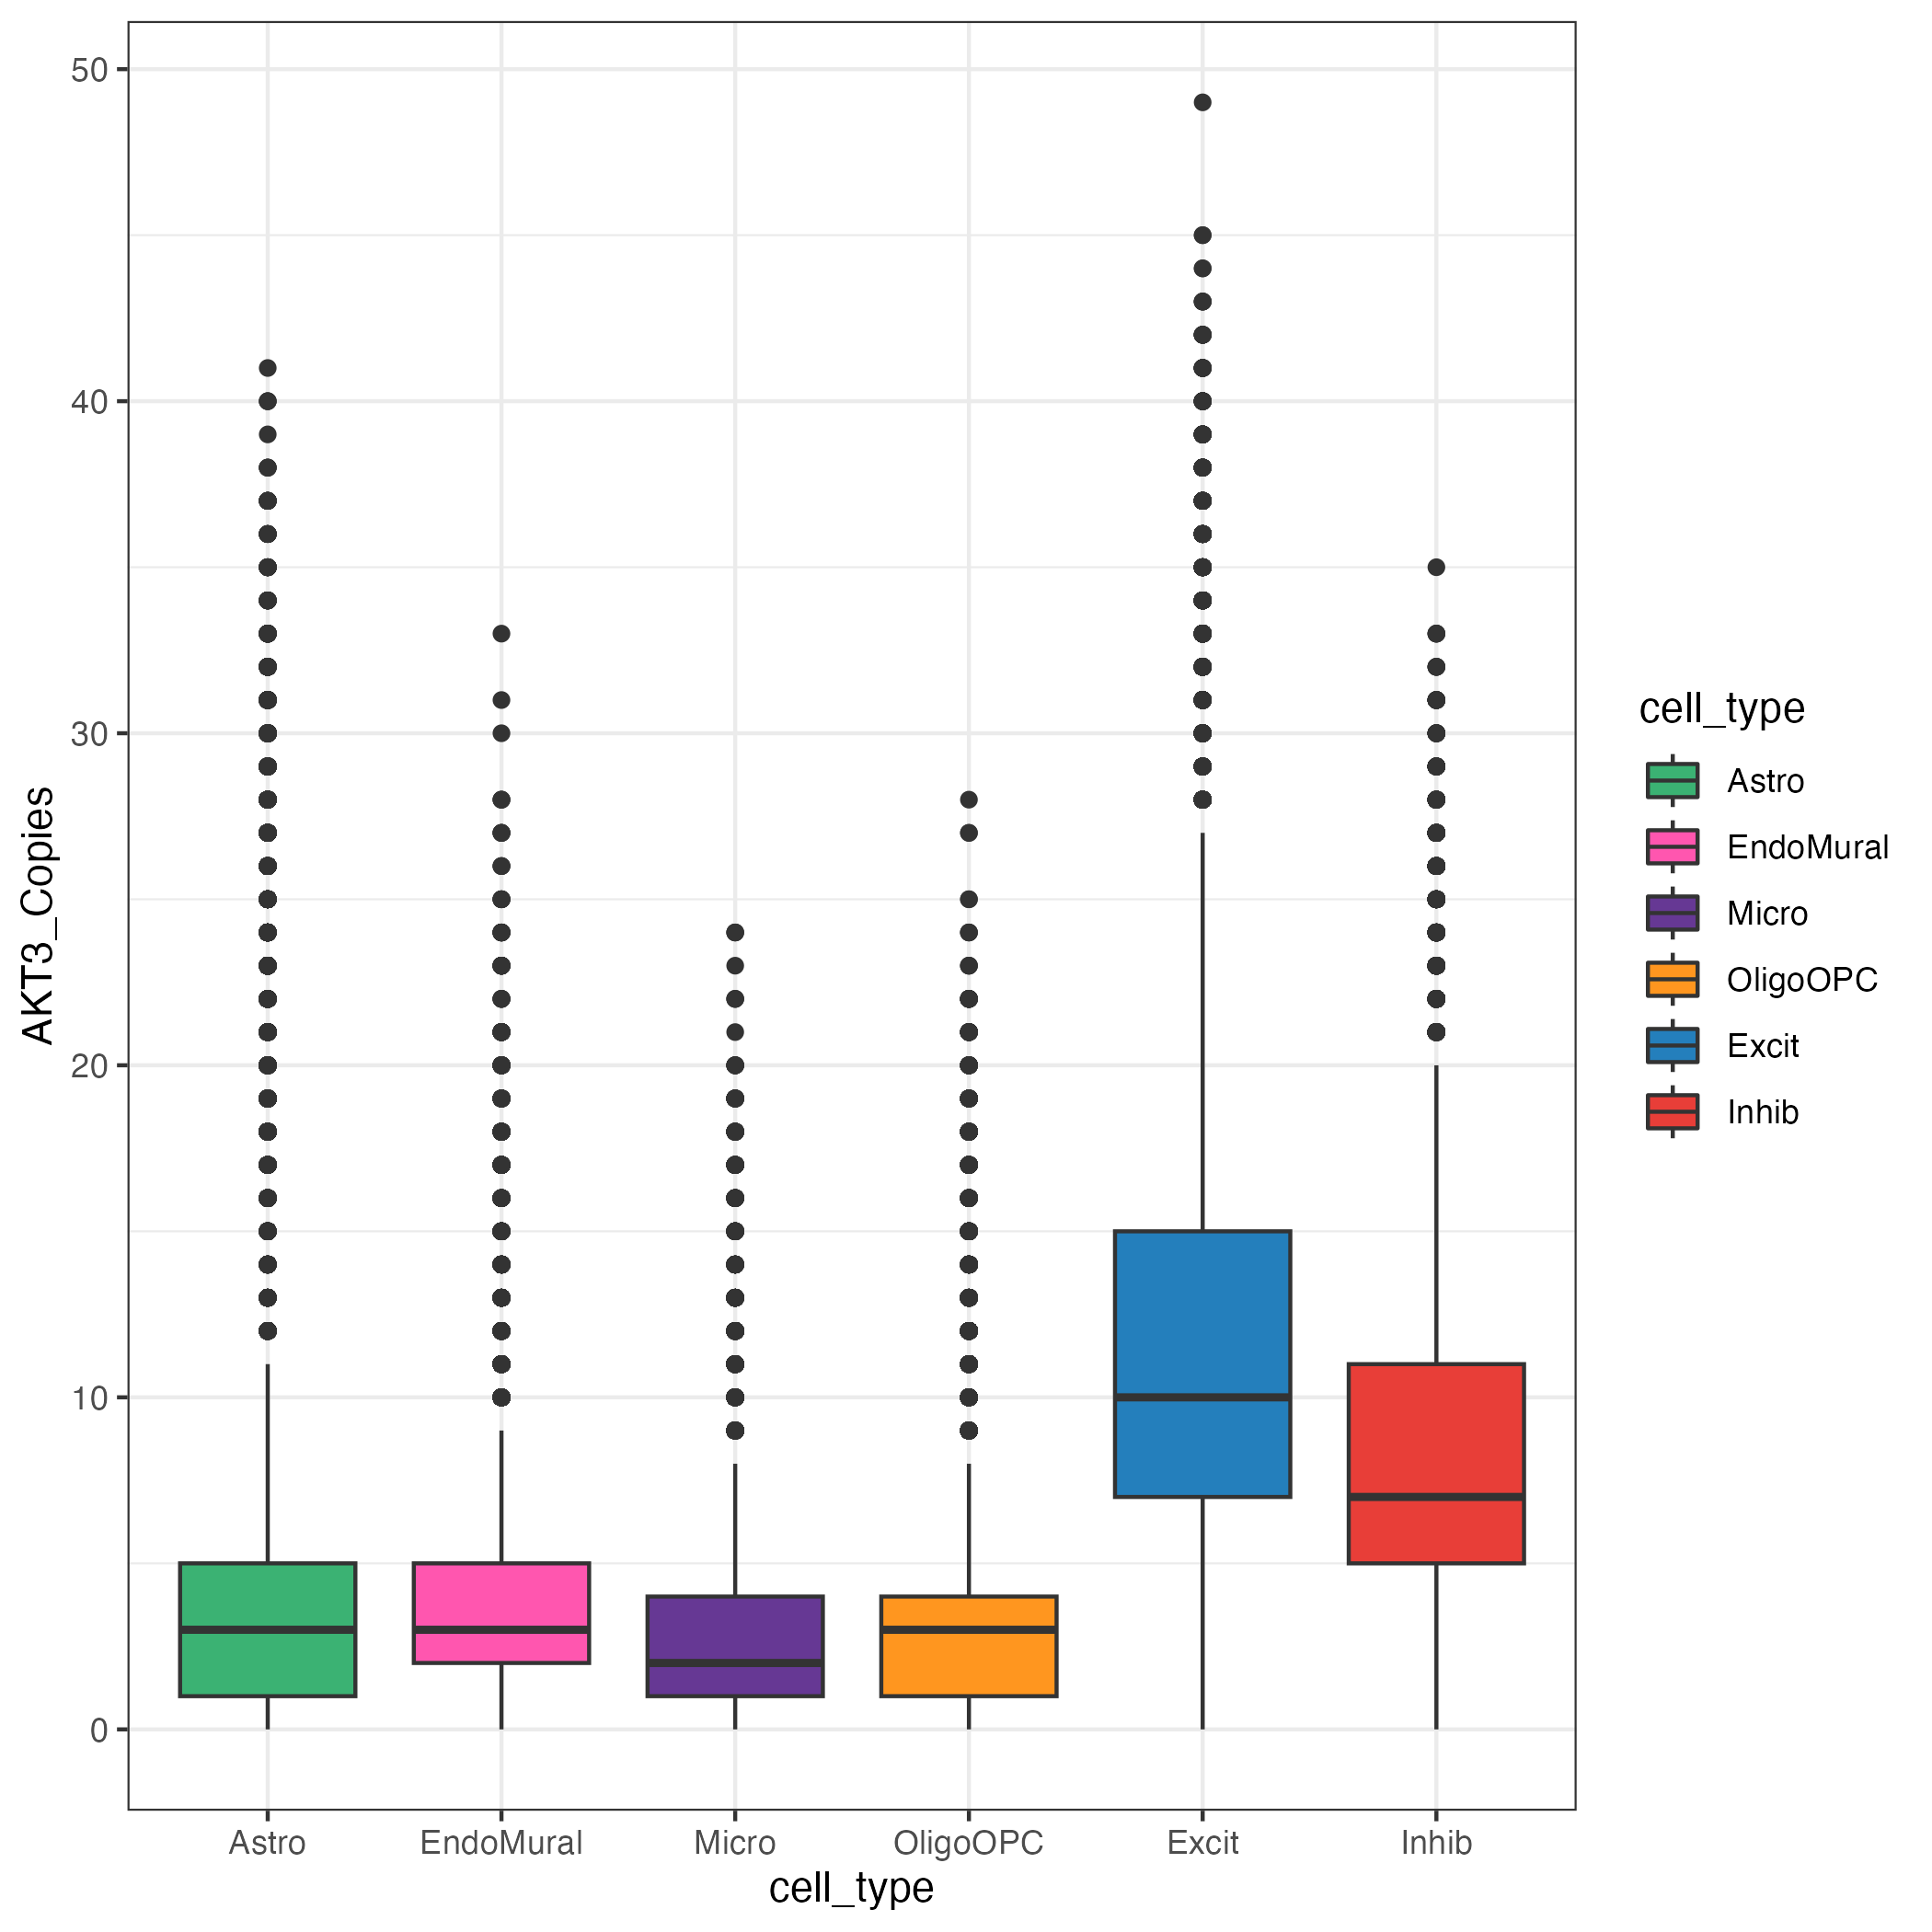 AKT3_Copies
50
40
30
20
10
0
Astro
EndoMural
Micro
OligoOPC
Excit
Inhib
cell_type
cell_type
Astro
EndoMural
Micro
OligoOPC
Excit
Inhib